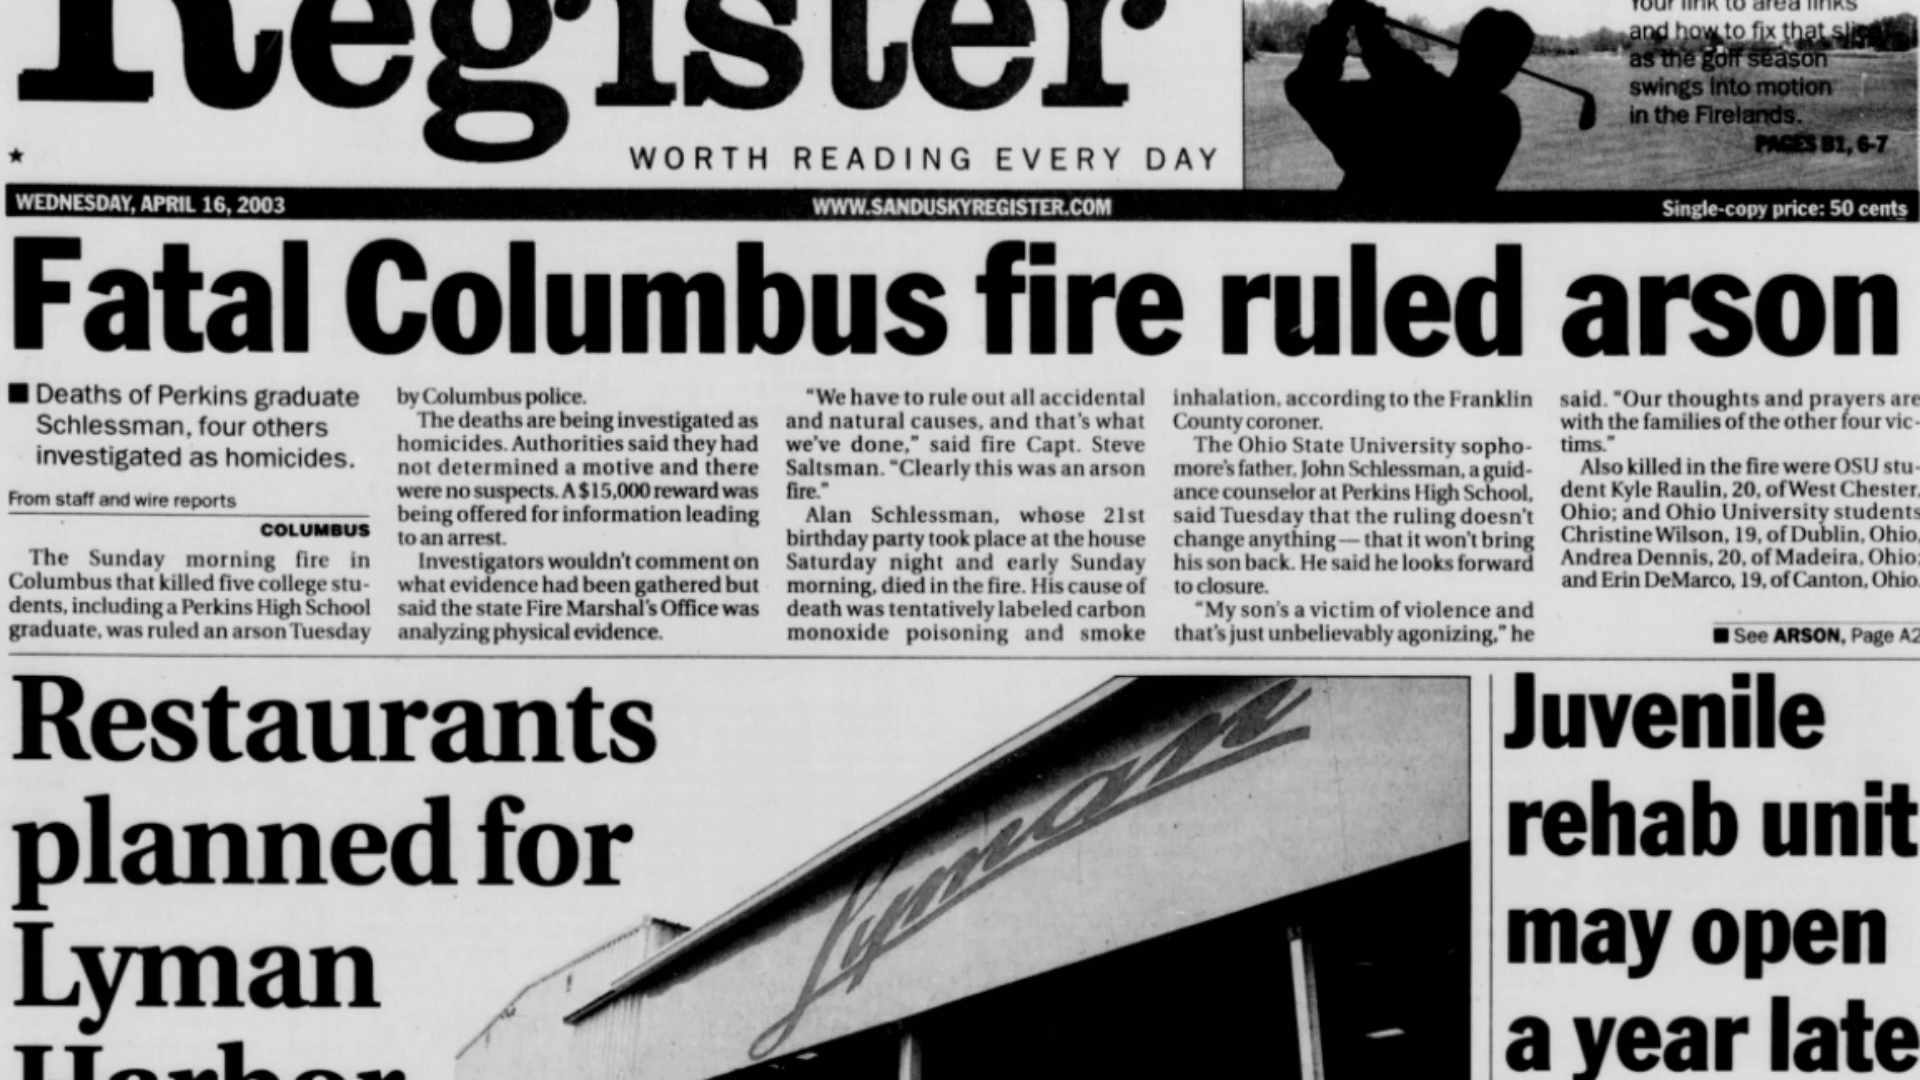 Register
Your link to area links
and how to fix that slice
as the golf season
swings into motion
in the Firelands.
PAGES B1, 6-7
WORTH READING EVERY DAY
WEDNESDAY, APRIL 16, 2003
WWW.SANDUSKYREGISTER.COM
Single-copy price: 50 cents
Fatal Columbus fire ruled arson
■ Deaths of Perkins graduate
Schlessman, four others
investigated as homicides.
From staff and wire reports
COLUMBUS
The Sunday morning fire in
Columbus that killed five college stu-
dents, including a Perkins High School
graduate, was ruled an arson Tuesday
by Columbus police.
The deaths are being investigated as
homicides. Authorities said they had
not determined a motive and there
were no suspects. A $15,000 reward was
being offered for information leading
to an arrest.
Investigators wouldn't comment on
what evidence had been gathered but
said the state Fire Marshal's Office was
analyzing physical evidence.
"We have to rule out all accidental
and natural causes, and that's what
we've done," said fire Capt. Steve
Saltsman. "Clearly this was an arson
fire."
Alan Schlessman, whose 21st
birthday party took place at the house
Saturday night and early Sunday
morning, died in the fire. His cause of
death was tentatively labeled carbon
monoxide poisoning and smoke
inhalation, according to the Franklin
County coroner.
The Ohio State University sopho-
more's father, John Schlessman, a guid-
ance counselor at Perkins High School,
said Tuesday that the ruling doesn't
change anything — that it won't bring
his son back. He said he looks forward
to closure.
"My son's a victim of violence and
that's just unbelievably agonizing," he
said. "Our thoughts and prayers are
with the families of the other four vic-
tims."
Also killed in the fire were OSU stu-
dent Kyle Raulin, 20, of West Chester,
Ohio; and Ohio University students
Christine Wilson, 19, of Dublin, Ohio,
Andrea Dennis, 20, of Madeira, Ohio;
and Erin DeMarco, 19, of Canton, Ohio.
■ See ARSON, Page A2
Restaurants
planned for
Lyman
Harbor
Lyman
Juvenile
rehab unit
may open
a year late